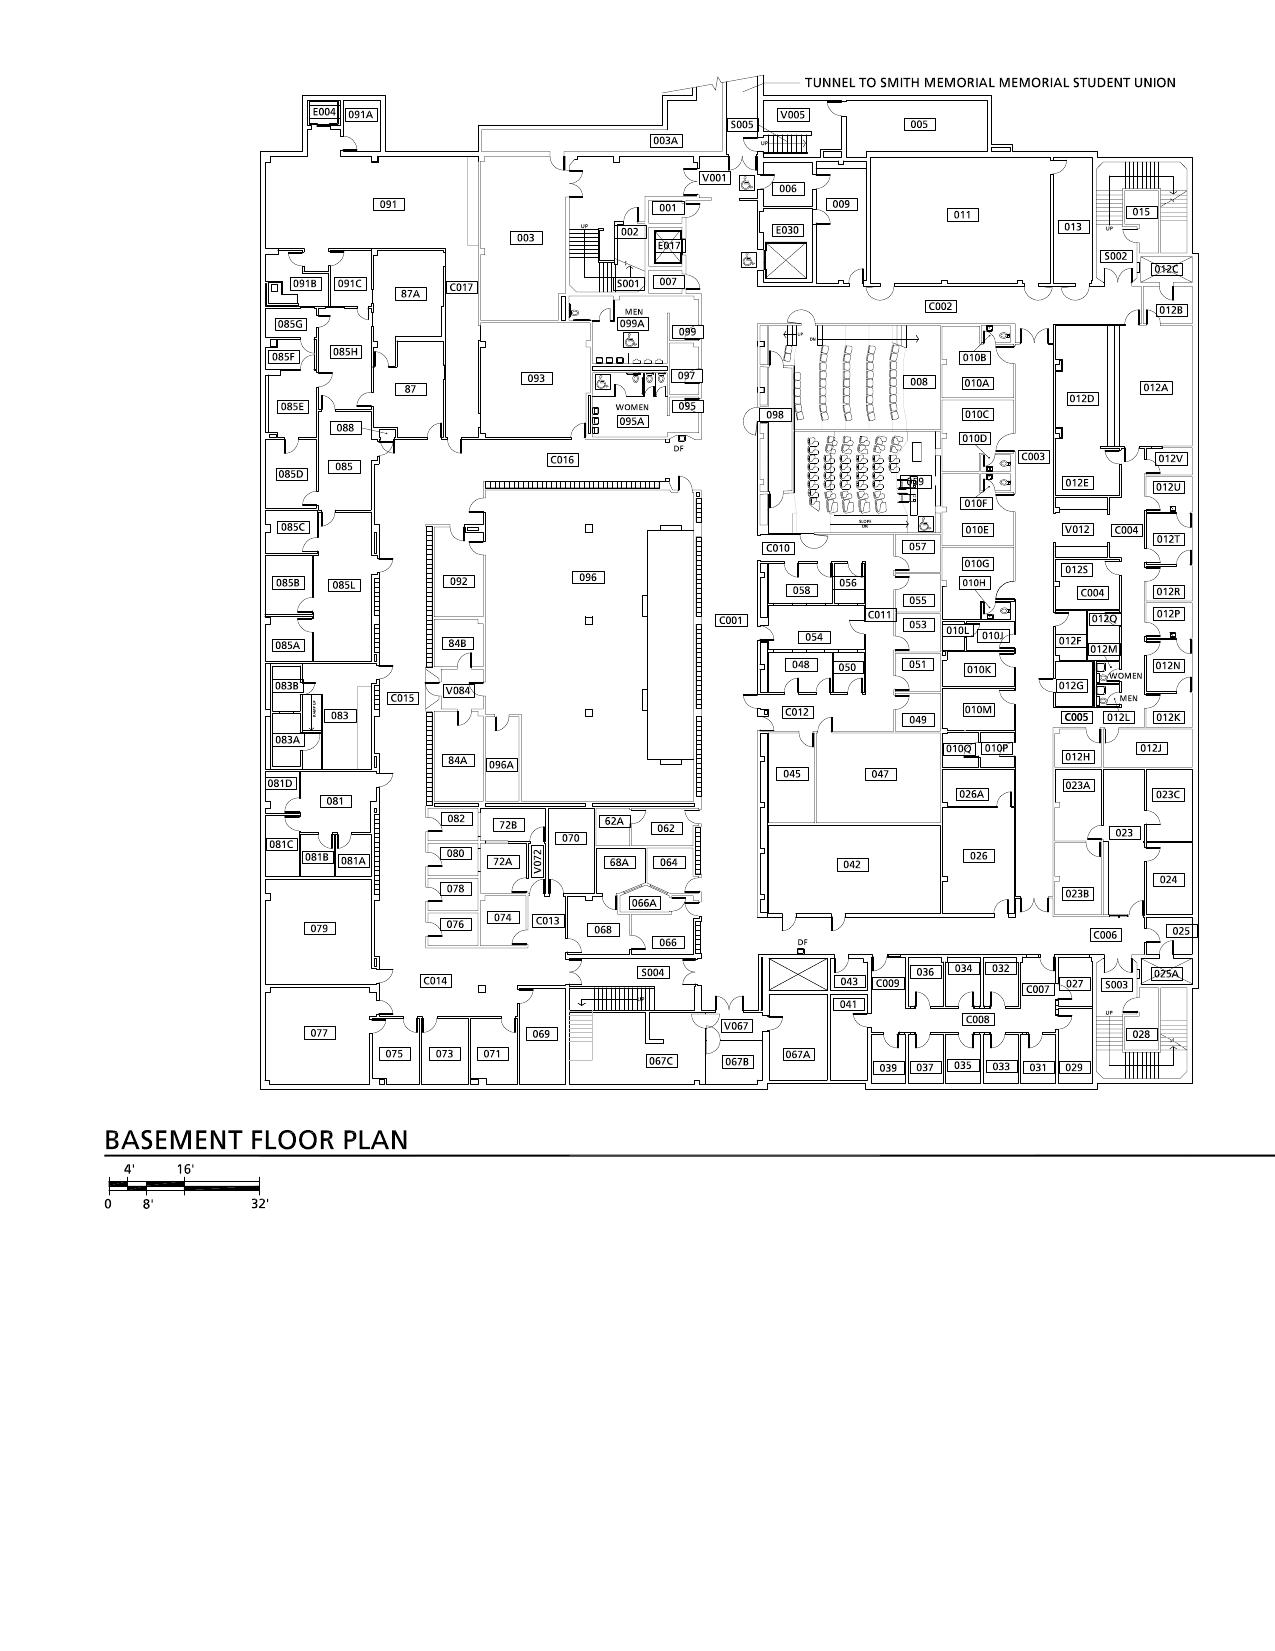 TUNNEL TO SMITH MEMORIAL MEMORIAL STUDENT UNION
E004
091A
V005
S005
005
003A
UP
V001
006
009
091
001
011
015
003
002
E030
013
E017
UP
UP
S002
091B
091C
C017
S001
007
012C
87A
C002
012B
085G
MEN
099A
099
UP
DN
085F
085H
010B
093
097
008
010A
012A
87
085E
WOMEN
095
095A
098
010C
012D
088
010D
DF
085
C016
C003
012V
085D
009
012E
012U
010F
SLOPE
DN
085C
010E
V012
C004
012T
C010
057
096
010G
012S
092
085B
085L
058
056
010H
C004
012R
055
C001
C011
012P
053
010L
010J
012Q
085A
84B
054
012F
012M
048
050
051
010K
012N
WOMEN
083B
V084
C015
012G
MEN
RAMP UP
083
C012
049
010M
C005
012L
012K
083A
010Q
010P
012J
84A
096A
012H
045
047
081D
026A
023A
023C
081
082
72B
62A
062
070
023
081C
081B
081A
080
72A
V072
68A
064
042
026
024
078
023B
066A
074
C013
076
079
068
066
C006
025
DF
C014
S004
043
C009
036
034
032
C007
027
S003
025A
UP
041
UP
077
069
V067
C008
028
075
073
071
067C
067B
067A
039
037
035
033
031
029
BASEMENT FLOOR PLAN
4' 16'
0 8' 32'